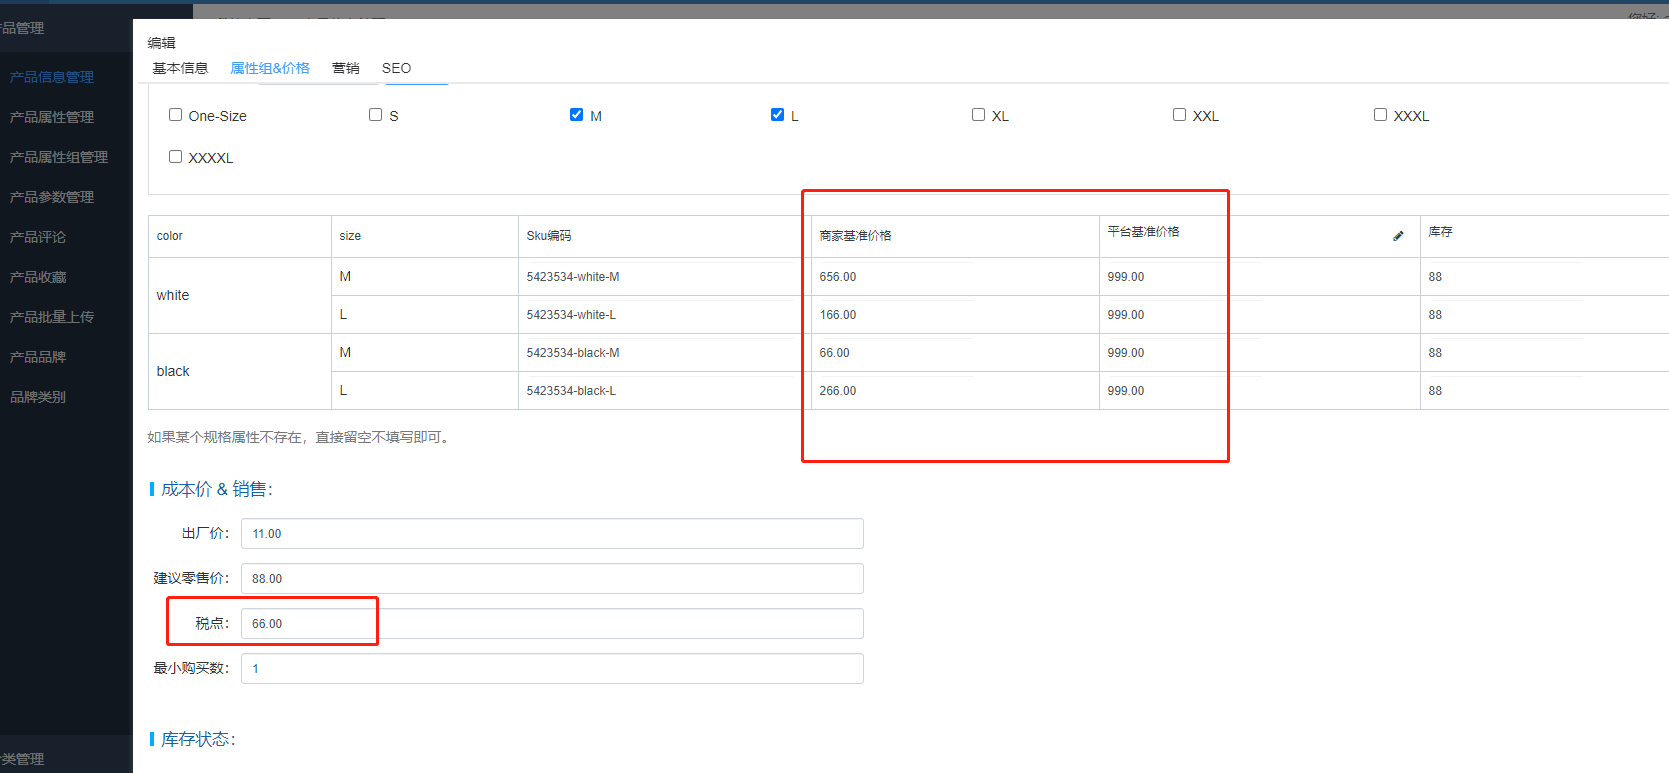 产品管理
产品信息管理
产品属性管理
产品属性组管理
产品参数管理
产品评论
产品收藏
产品批量上传
产品品牌
品牌类别
类管理
您好:
编辑
基本信息 属性组&价格 营销 SEO
One-Size S M L XL XXL XXXL
XXXXL
color size Sku编码 商家基准价格 平台基准价格 库存
white M 5423534-white-M 656.00 999.00 88
L 5423534-white-L 166.00 999.00 88
black M 5423534-black-M 66.00 999.00 88
L 5423534-black-L 266.00 999.00 88
如果某个规格属性不存在，直接留空不填写即可。
成本价 & 销售:
出厂价: 11.00
建议零售价: 88.00
税点: 66.00
最小购买数: 1
库存状态: